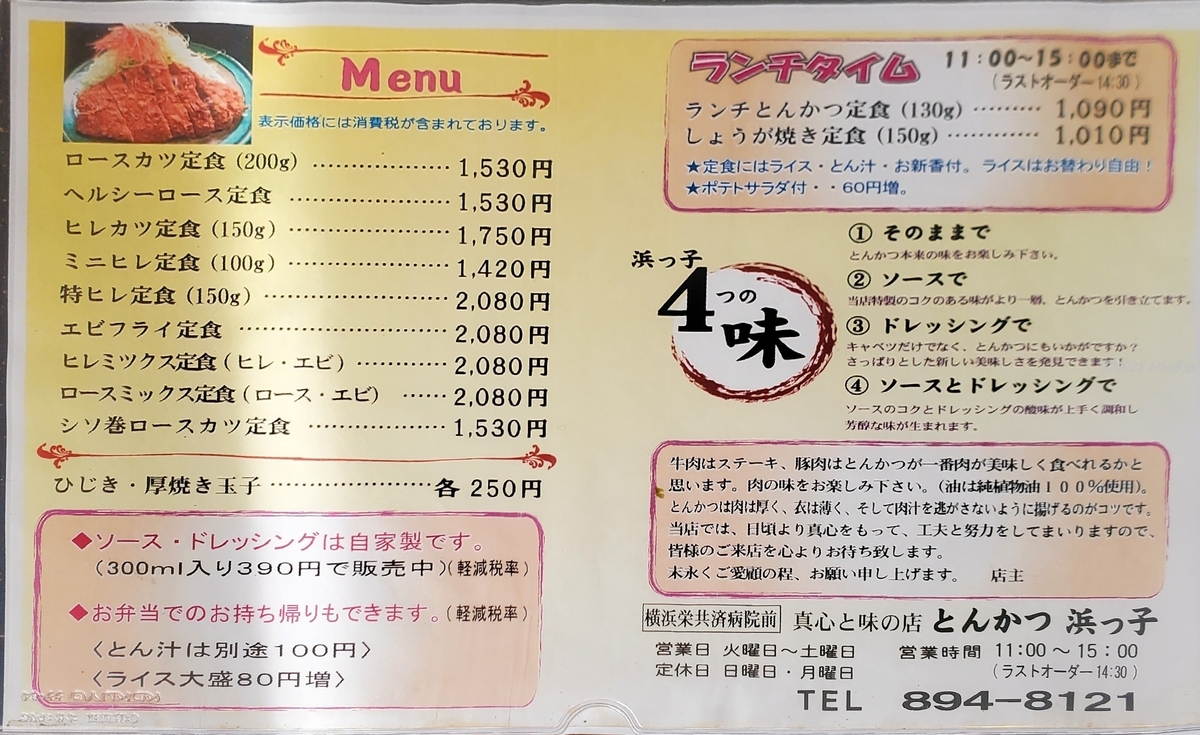 Menu
表示価格には消費税が含まれております。
ロースカツ定食 (200g) ………………… 1,530円
ヘルシーロース定食 ………………… 1,530円
ヒレカツ定食 (150g) ………………… 1,750円
ミニヒレ定食 (100g) ………………… 1,420円
特ヒレ定食 (150g) ………………… 2,080円
エビフライ定食 ………………… 2,080円
ヒレミックス定食 (ヒレ・エビ) ………… 2,080円
ロースミックス定食 (ロース・エビ) …… 2,080円
シソ巻ロースカツ定食 ……………… 1,530円
ひじき・厚焼き玉子 ………………… 各 250円
◆ソース・ドレッシングは自家製です。
(300ml入り390円で販売中)(軽減税率)
◆お弁当でのお持ち帰りもできます。(軽減税率)
〈とん汁は別途100円〉
〈ライス大盛80円増〉
ランチタイム 11:00〜15:00まで
(ラストオーダー14:30)
ランチとんかつ定食 (130g) ……… 1,090円
しょうが焼き定食 (150g) ………… 1,010円
★定食にはライス・とん汁・お新香付。ライスはお替わり自由!
★ポテトサラダ付・・60円増。
浜っ子
4つの
味
① そのままで
とんかつ本来の味をお楽しみ下さい。
② ソースで
当店特製のコクのある味がより一層、とんかつを引き立てます。
③ ドレッシングで
キャベツだけでなく、とんかつにもいかがですか?
さっぱりとした新しい美味しさを発見できます!
④ ソースとドレッシングで
ソースのコクとドレッシングの酸味が上手く調和し
芳醇な味が生まれます。
牛肉はステーキ、豚肉はとんかつが一番肉が美味しく食べれるかと
思います。肉の味をお楽しみ下さい。(油は純植物油100%使用)。
とんかつは肉は厚く、衣は薄く、そして肉汁を逃がさないように揚げるのがコツです。
当店では、日頃より真心をもって、工夫と努力をしてまいりますので、
皆様のご来店を心よりお待ち致します。
末永くご愛顧の程、お願い申し上げます。 店主
横浜栄共済病院前 真心と味の店 とんかつ 浜っ子
営業日 火曜日〜土曜日 営業時間 11:00〜15:00
定休日 日曜日・月曜日 (ラストオーダー14:30)
TEL 894-8121